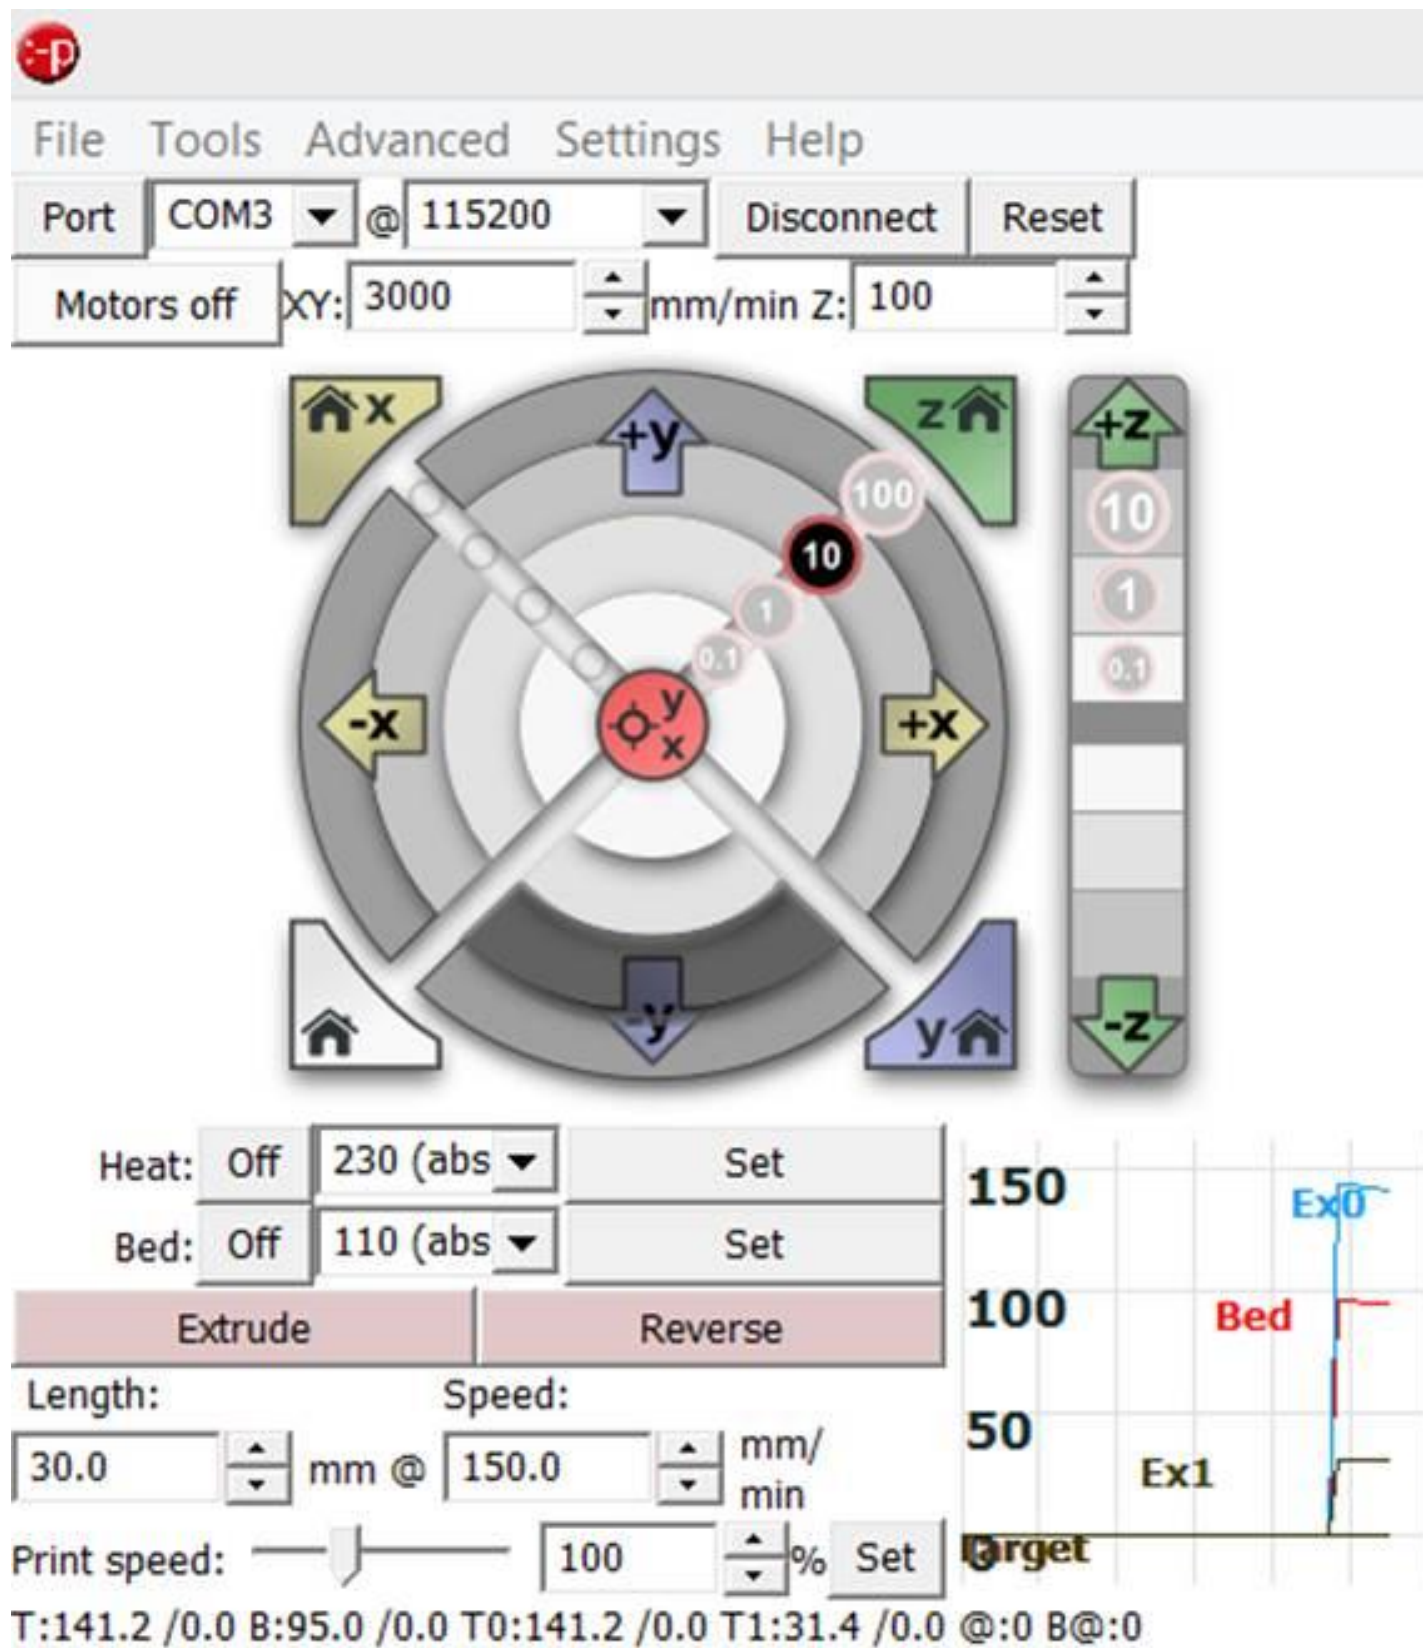 :-p
File Tools Advanced Settings Help
Port COM3 @ 115200 Disconnect Reset
Motors off XY: 3000 mm/min Z: 100
x +y z +z
100 10
10
1 1
0.1 0.1
-x y x +x
y -y -z
Heat: Off 230 (abs Set
Bed: Off 110 (abs Set
Extrude Reverse
Length: Speed:
30.0 mm @ 150.0 mm/
min
Print speed: 100 % Set
150
Ex0
100 Bed
50
Ex1
0
Target
T:141.2 /0.0 B:95.0 /0.0 T0:141.2 /0.0 T1:31.4 /0.0 @:0 B@:0